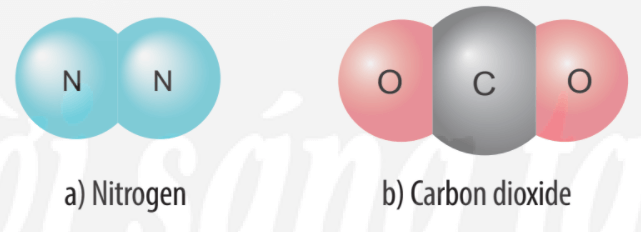 N N O C O
a) Nitrogen b) Carbon dioxide